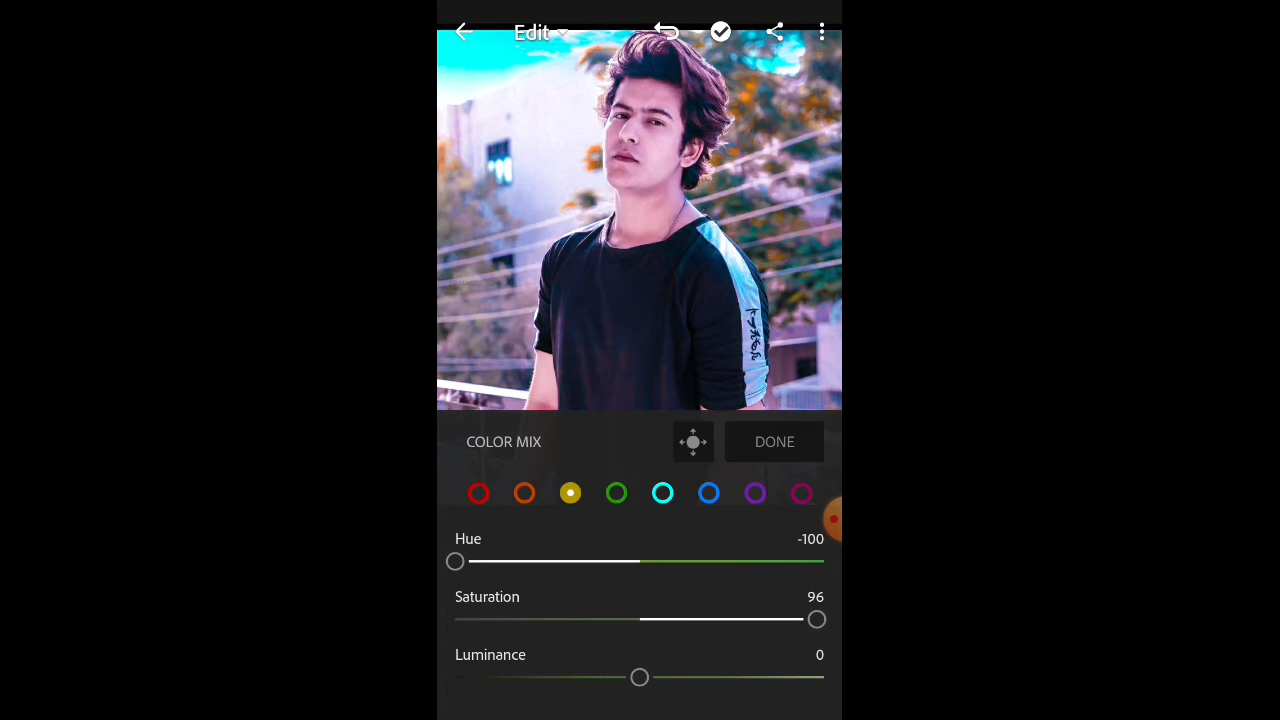 Edit
COLOR MIX
DONE
Hue
-100
Saturation
96
Luminance
0